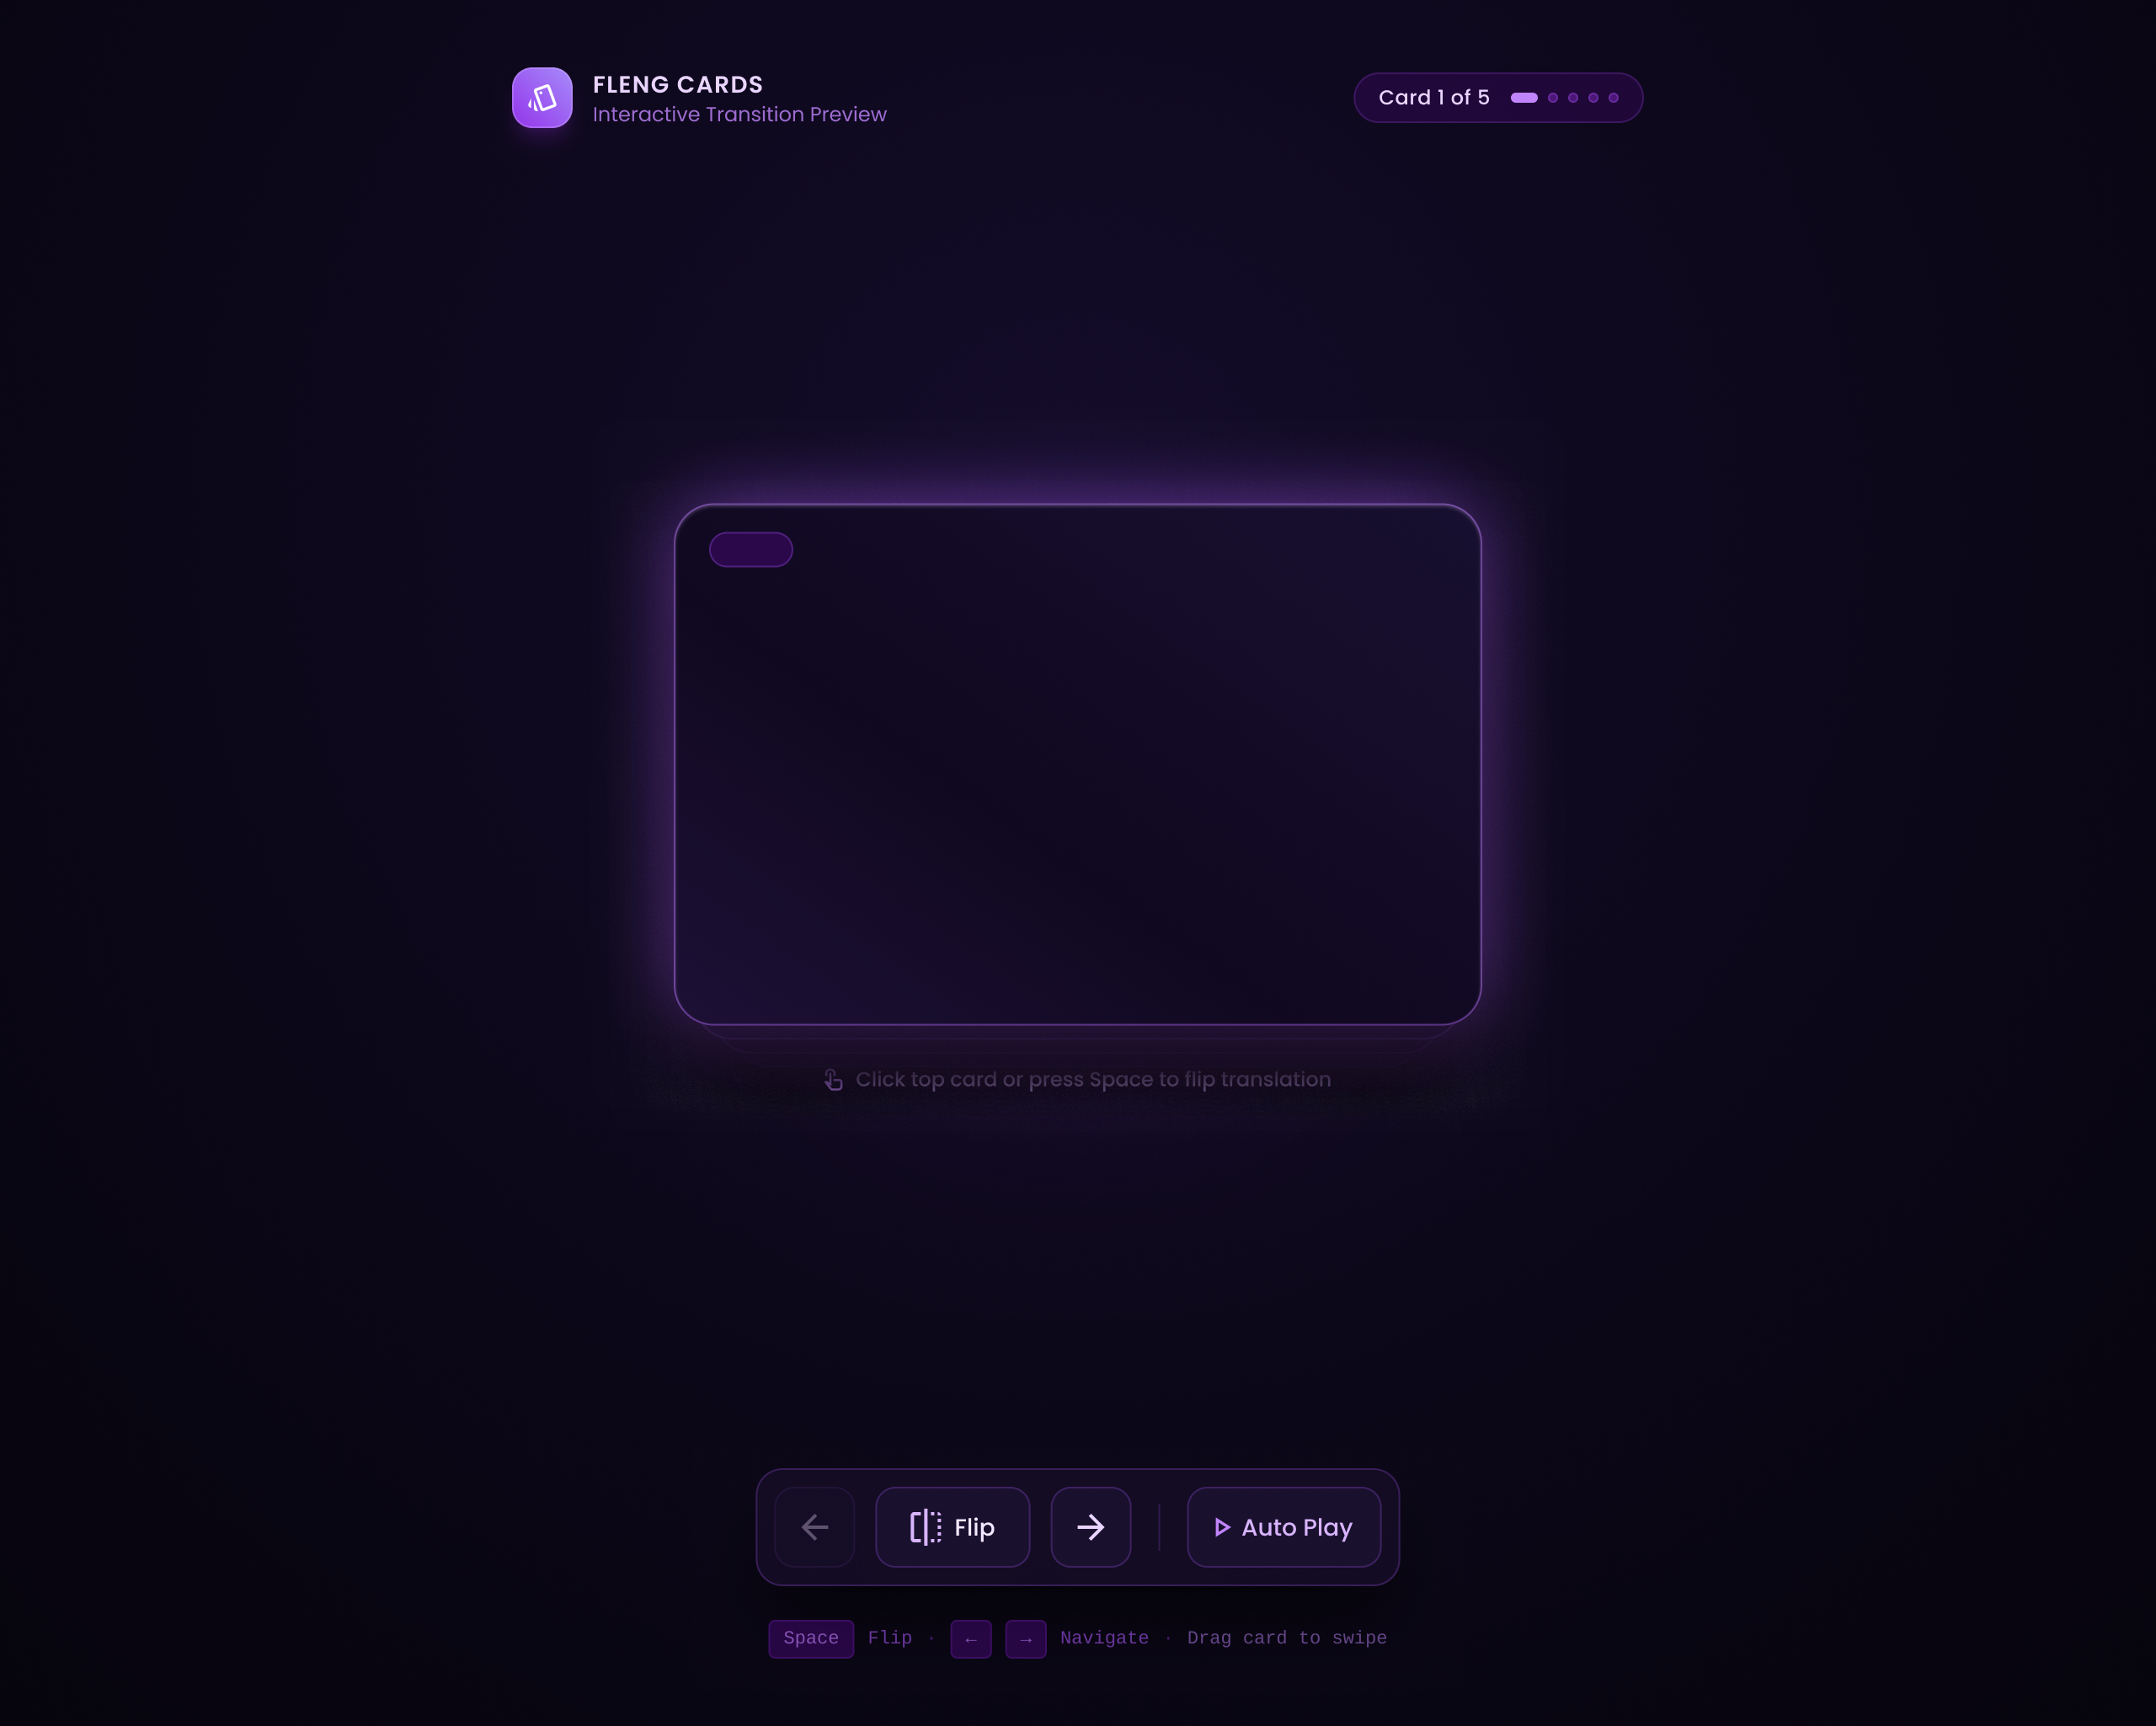 FLENG CARDS
Interactive Transition Preview
Card 1 of 5
Click top card or press Space to flip translation
Flip
Auto Play
Space Flip · ← → Navigate · Drag card to swipe